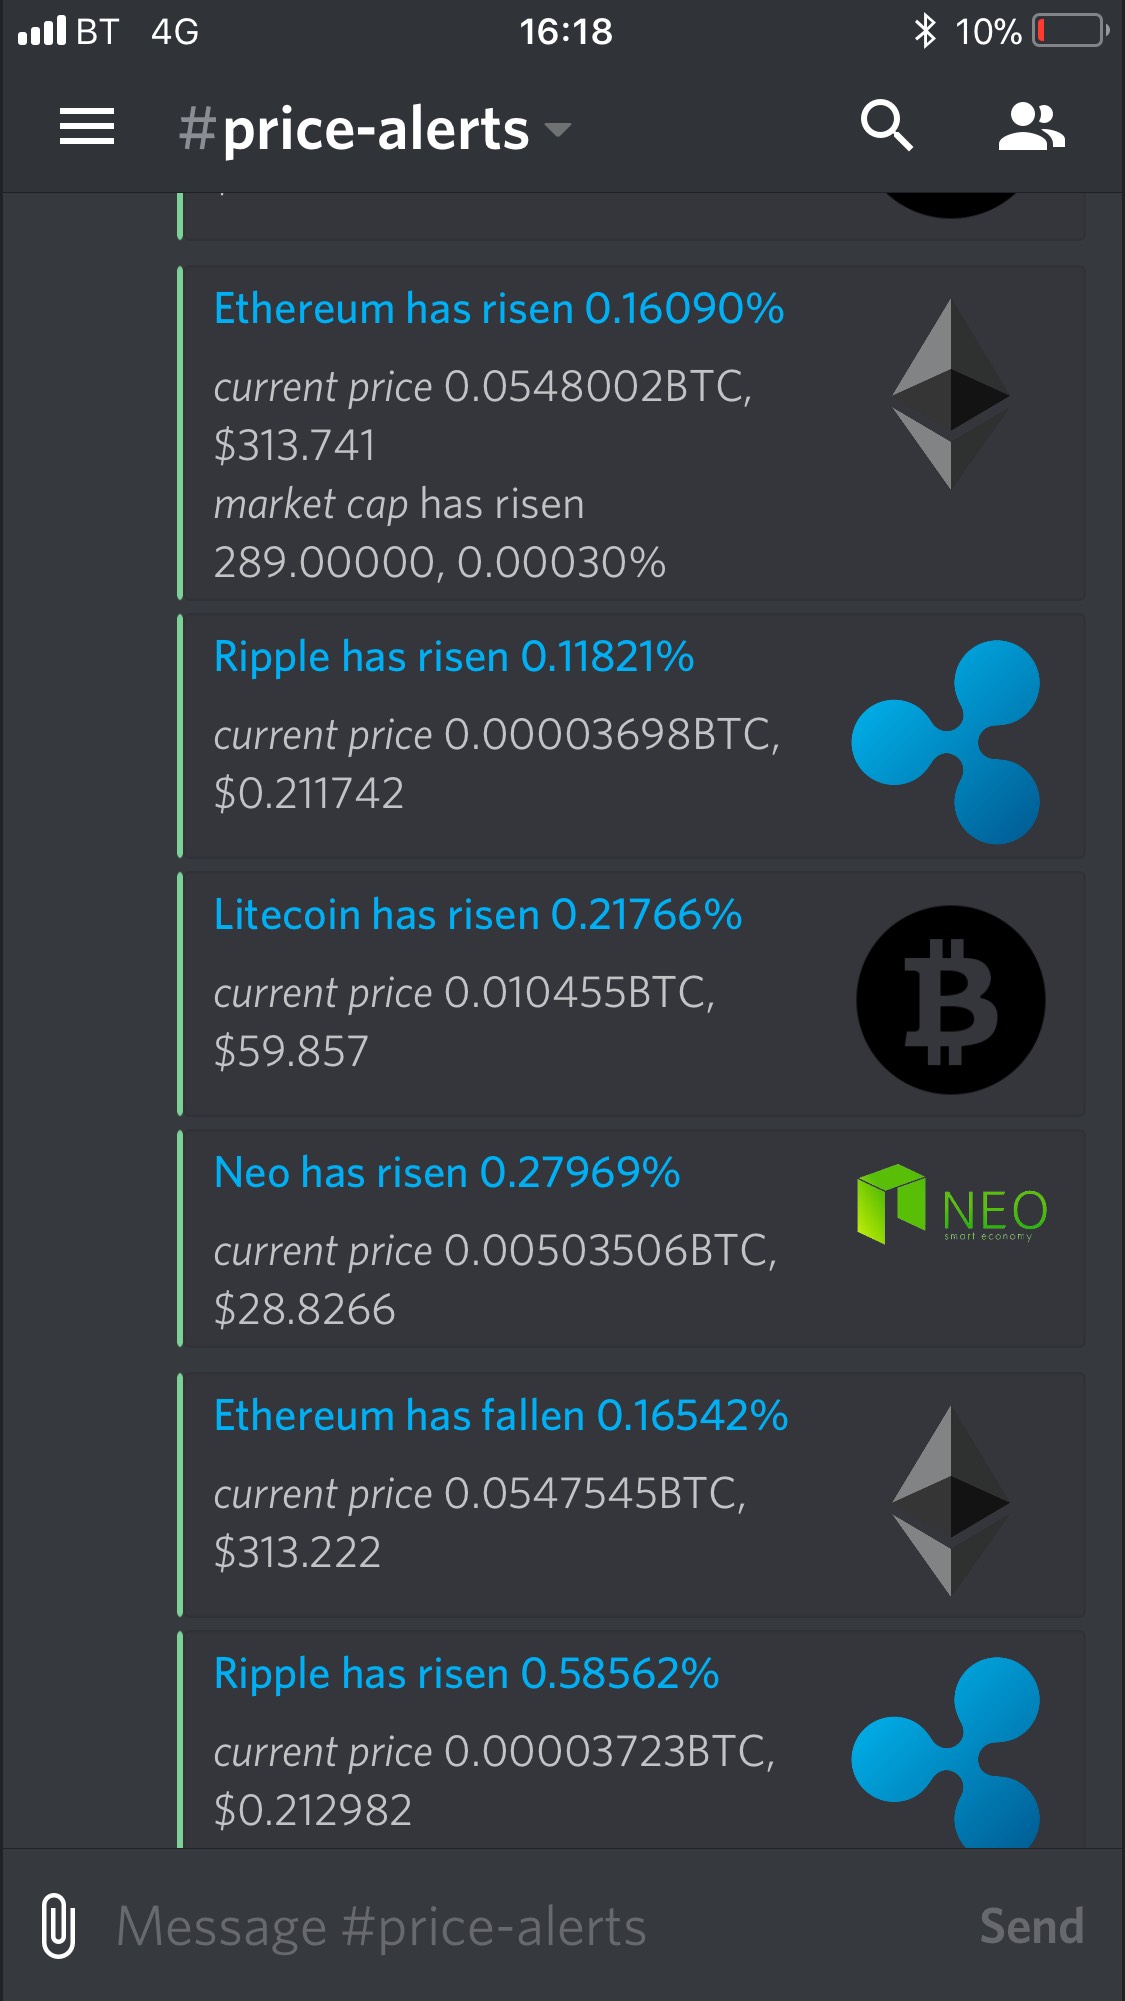 BT 4G 16:18 10%
#price-alerts
Ethereum has risen 0.16090%
current price 0.0548002BTC,
$313.741
market cap has risen
289.00000, 0.00030%
Ripple has risen 0.11821%
current price 0.00003698BTC,
$0.211742
Litecoin has risen 0.21766%
current price 0.010455BTC,
$59.857
Neo has risen 0.27969%
current price 0.00503506BTC,
$28.8266
NEO
smart economy
Ethereum has fallen 0.16542%
current price 0.0547545BTC,
$313.222
Ripple has risen 0.58562%
current price 0.00003723BTC,
$0.212982
Message #price-alerts Send